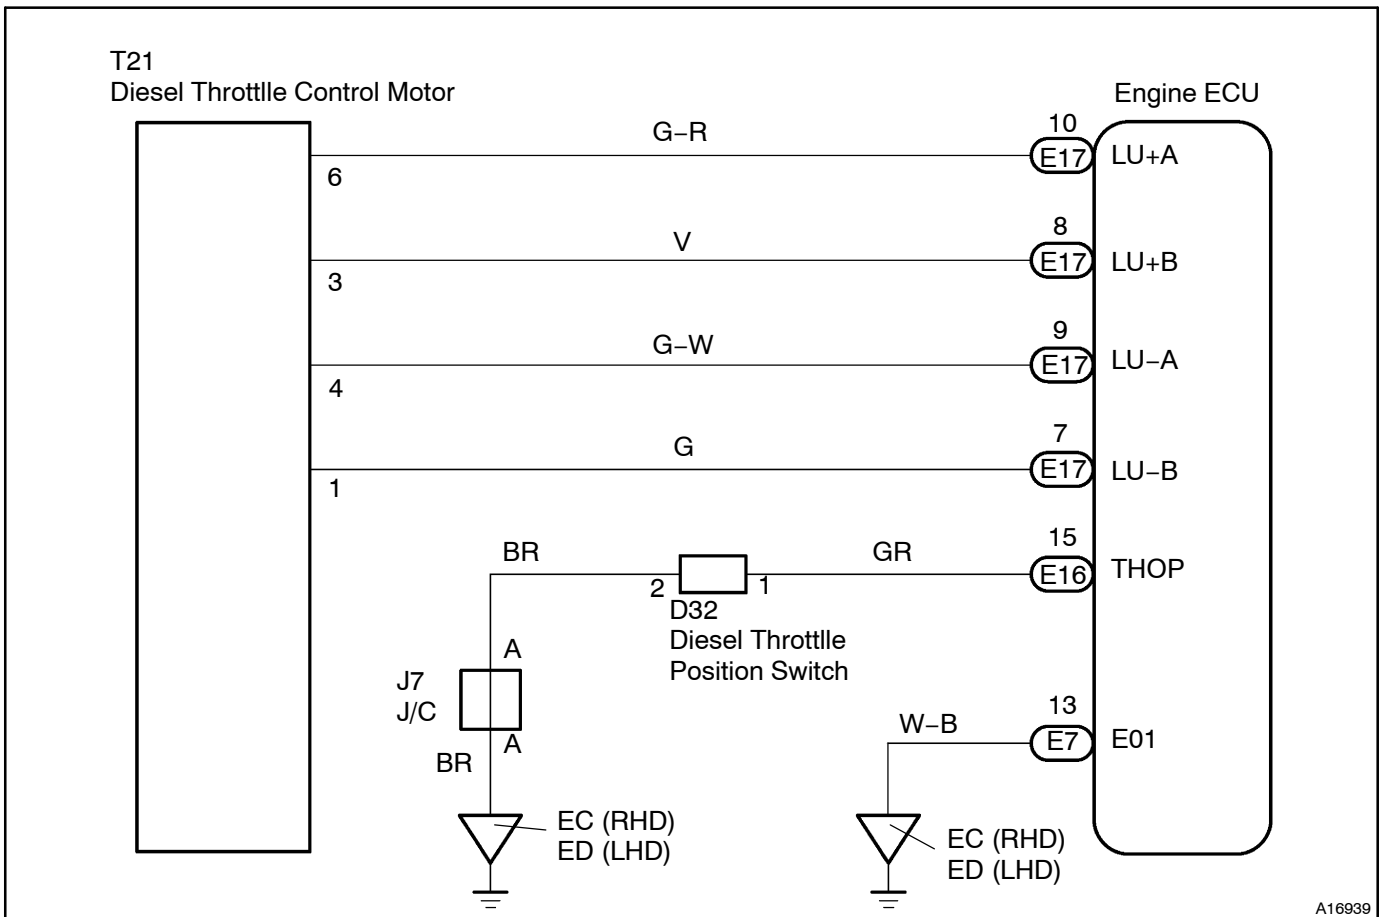 T21
Diesel Throttlle Control Motor
Engine ECU
G−R
10
6
E17
LU+A
V
8
3
E17
LU+B
G−W
9
4
E17
LU−A
G
7
1
E17
LU−B
BR
GR
15
2
1
E16
THOP
D32
Diesel Throttlle
Position Switch
A
J7
J/C
A
BR
W−B
13
E7
E01
EC (RHD)
ED (LHD)
EC (RHD)
ED (LHD)
A16939